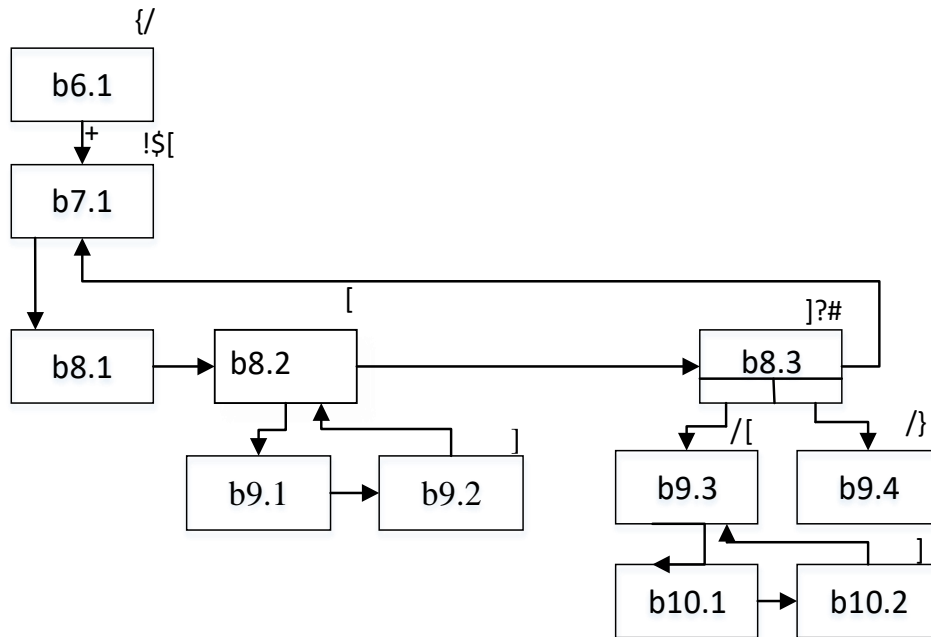 {/
b6.1
+
!$[
b7.1
[
]?#
b8.1
b8.2
b8.3
/[
/}
]
b9.1
b9.2
b9.3
b9.4
]
b10.1
b10.2